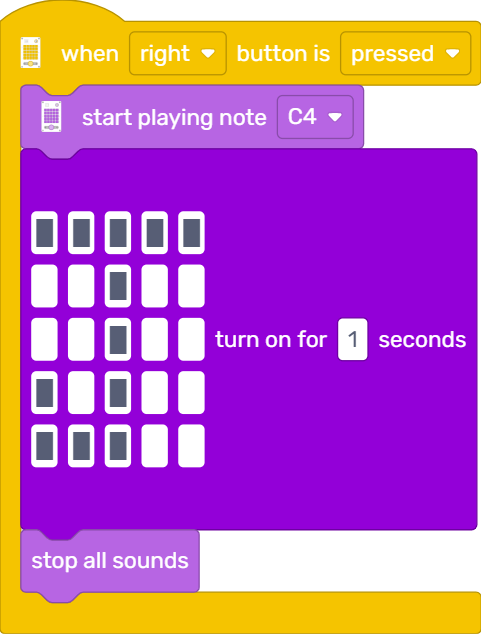 when right button is pressed
start playing note C4
turn on for 1 seconds
stop all sounds